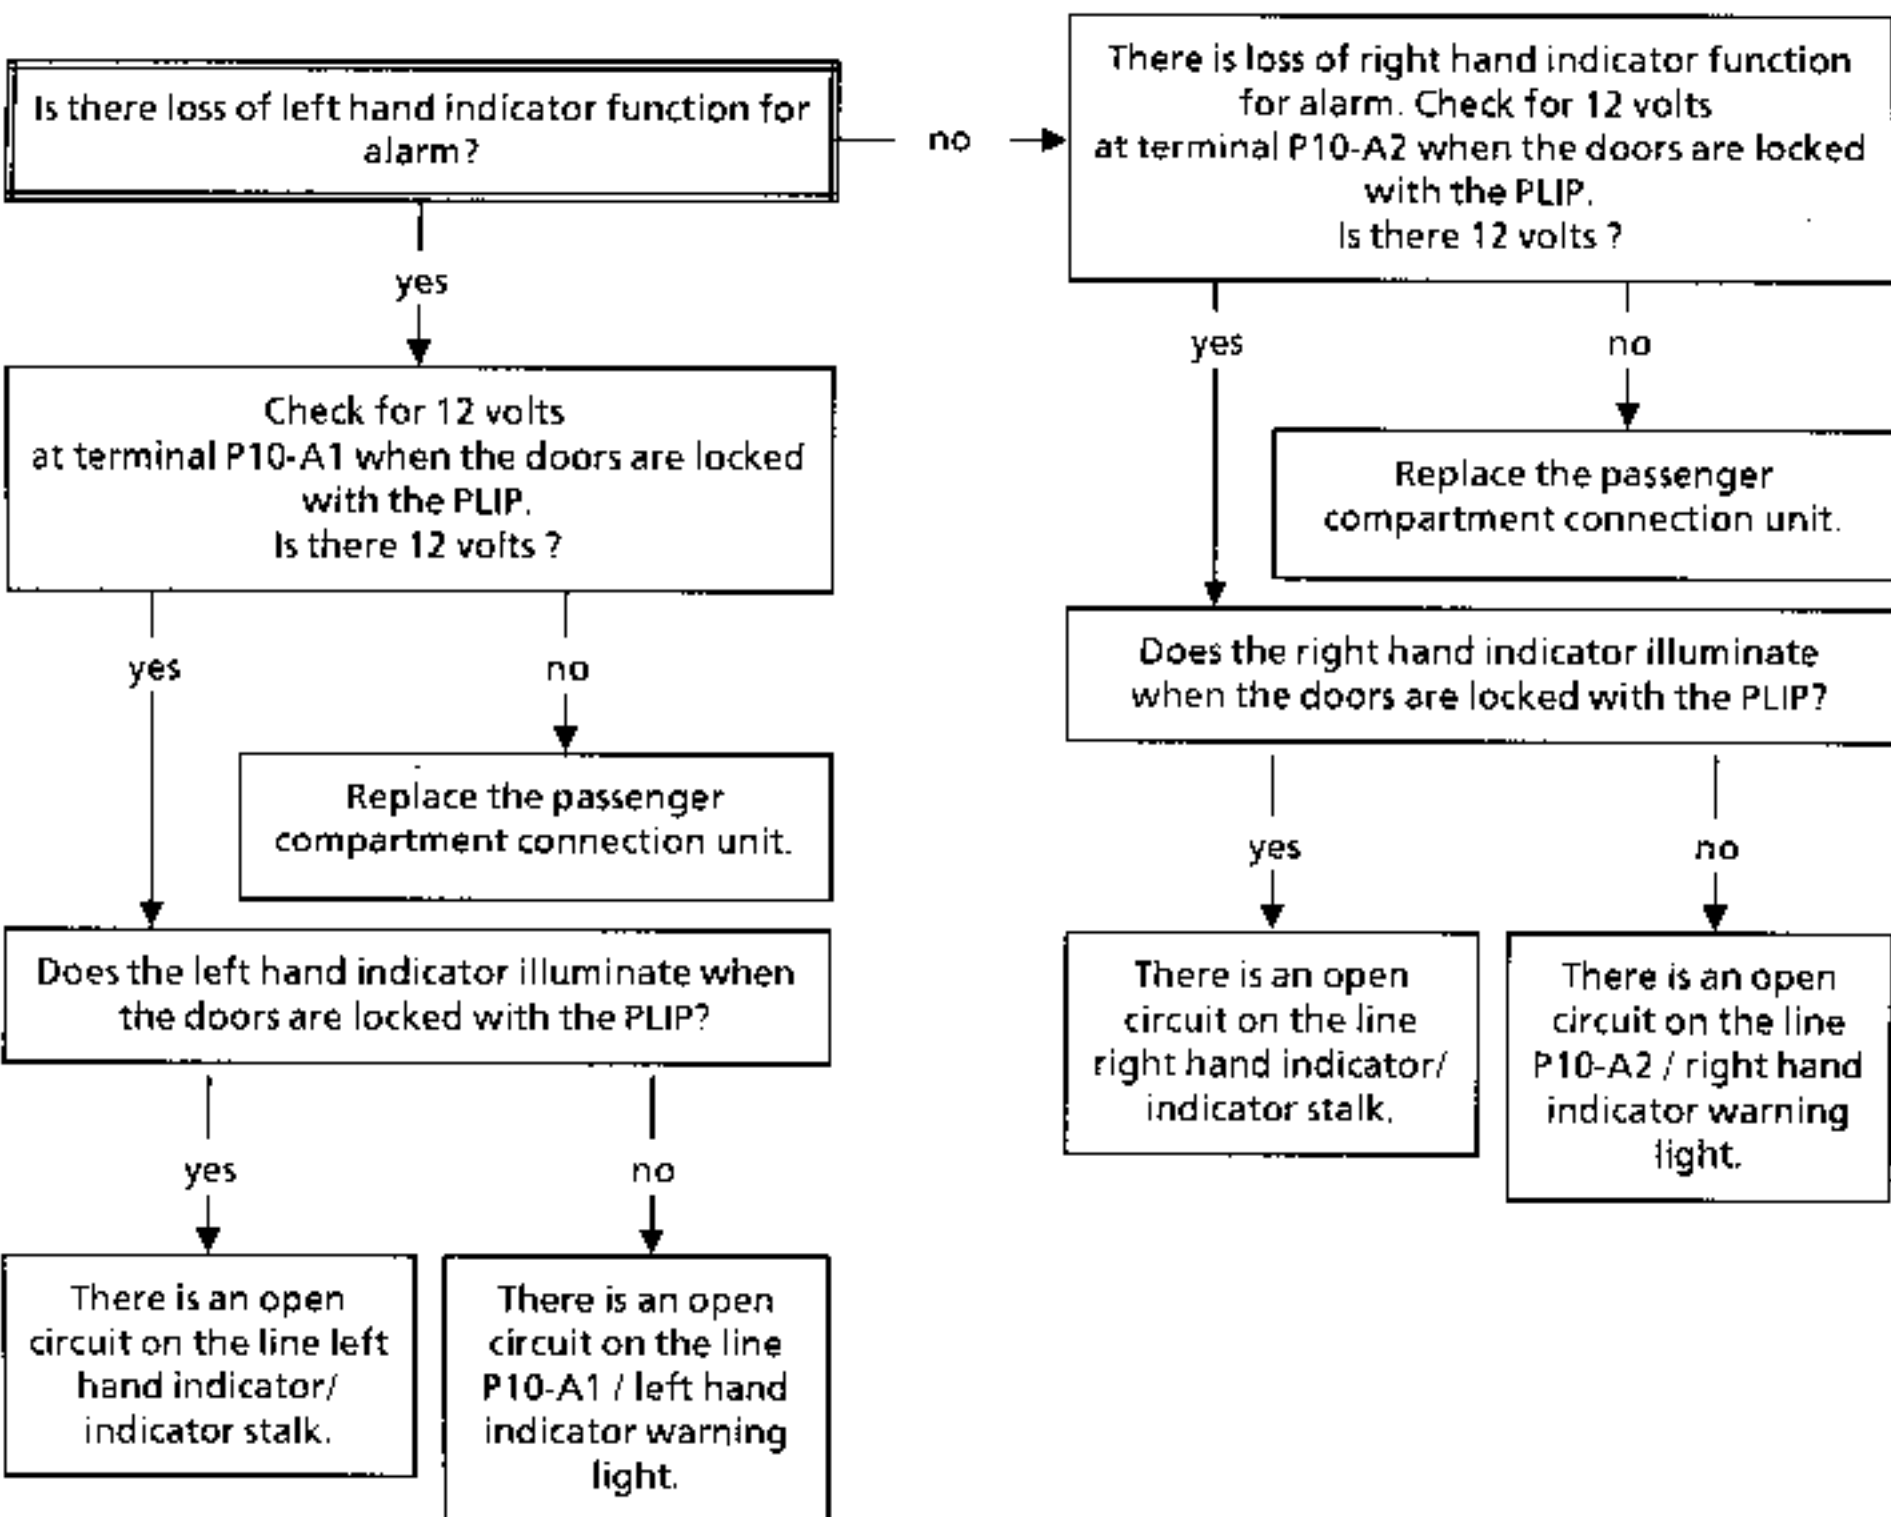 Is there loss of left hand indicator function for
alarm?
no
There is loss of right hand indicator function
for alarm. Check for 12 volts
at terminal P10-A2 when the doors are locked
with the PLIP.
Is there 12 volts ?
yes
Check for 12 volts
at terminal P10-A1 when the doors are locked
with the PLIP.
Is there 12 volts ?
yes
no
Replace the passenger
compartment connection unit.
Does the left hand indicator illuminate when
the doors are locked with the PLIP?
yes
no
There is an open
circuit on the line left
hand indicator/
indicator stalk.
There is an open
circuit on the line
P10-A1 / left hand
indicator warning
light.
yes
no
Replace the passenger
compartment connection unit.
Does the right hand indicator illuminate
when the doors are locked with the PLIP?
yes
no
There is an open
circuit on the line
right hand indicator/
indicator stalk.
There is an open
circuit on the line
P10-A2 / right hand
indicator warning
light.